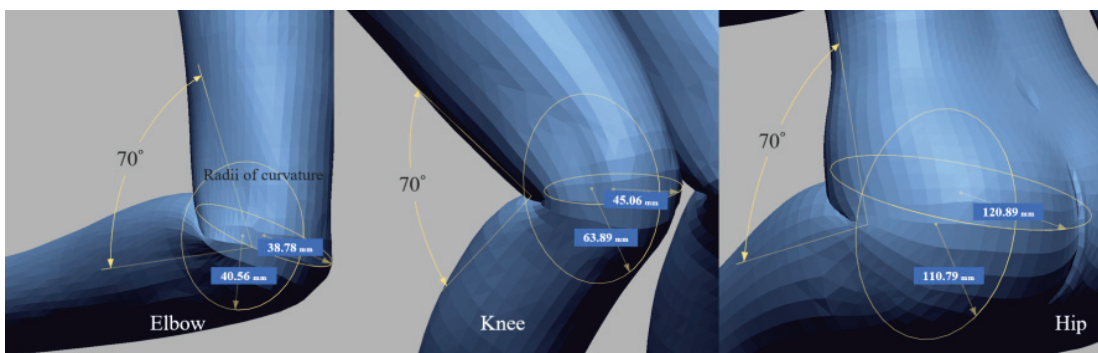 70°
Radii of curvature
38.78 mm
40.56 mm
Elbow
70°
45.06 mm
63.89 mm
Knee
70°
120.89 mm
110.79 mm
Hip